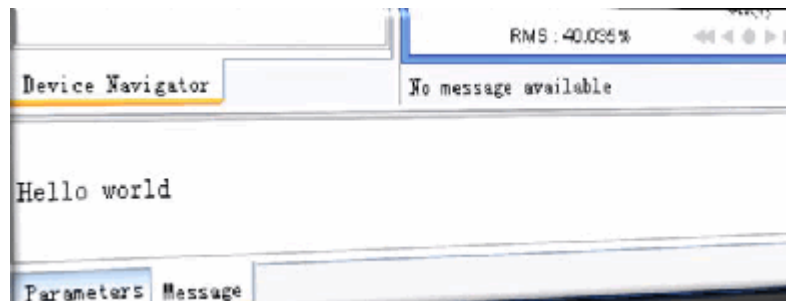 RMS : 40.035%
Device Navigator
No message available
Hello world
Parameters Message